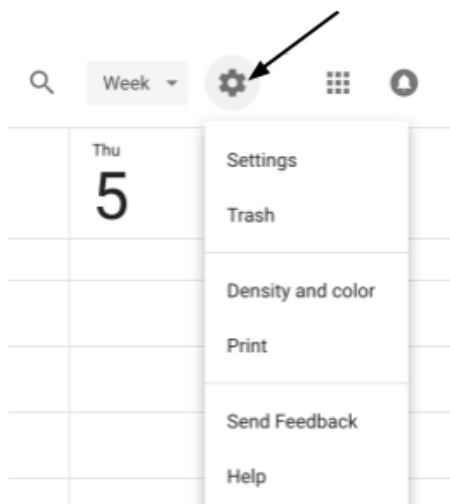 Week
Thu
5
Settings
Trash
Density and color
Print
Send Feedback
Help